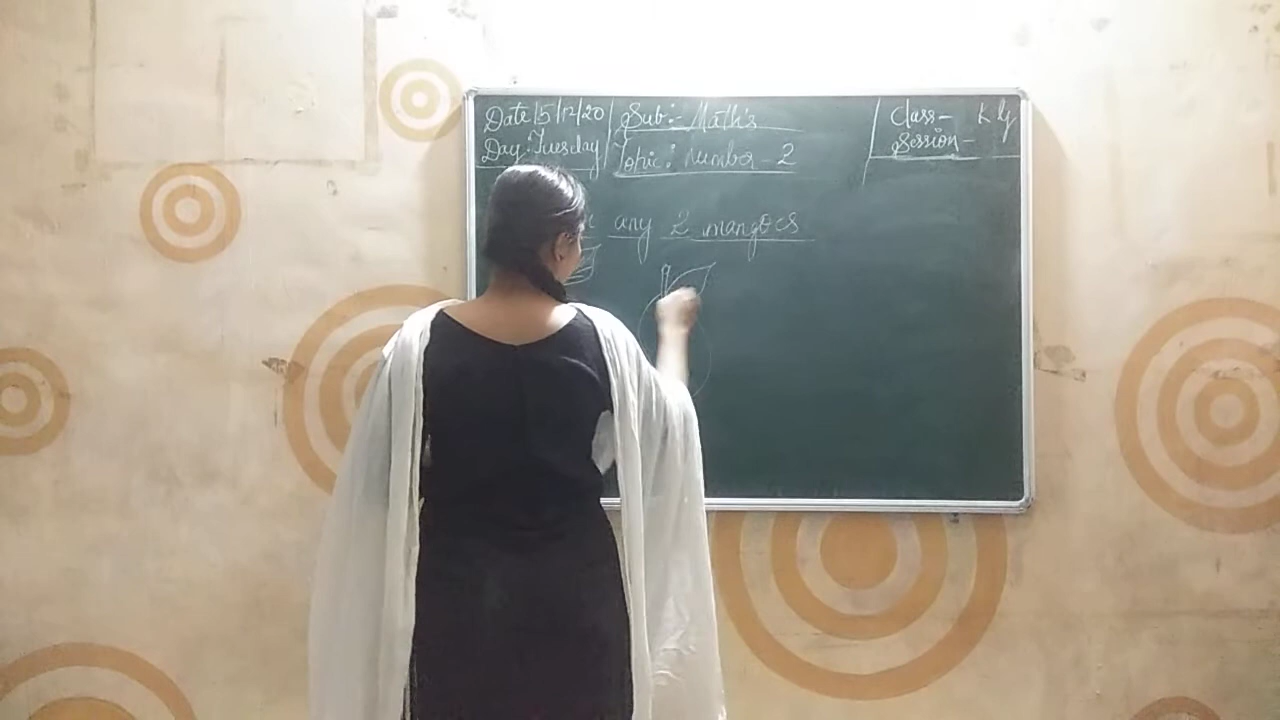 Date 15/12/20 Sub:- Math's Class- K G
Day:Tuesday Topic: Number - 2 Session -
any 2 mangoes